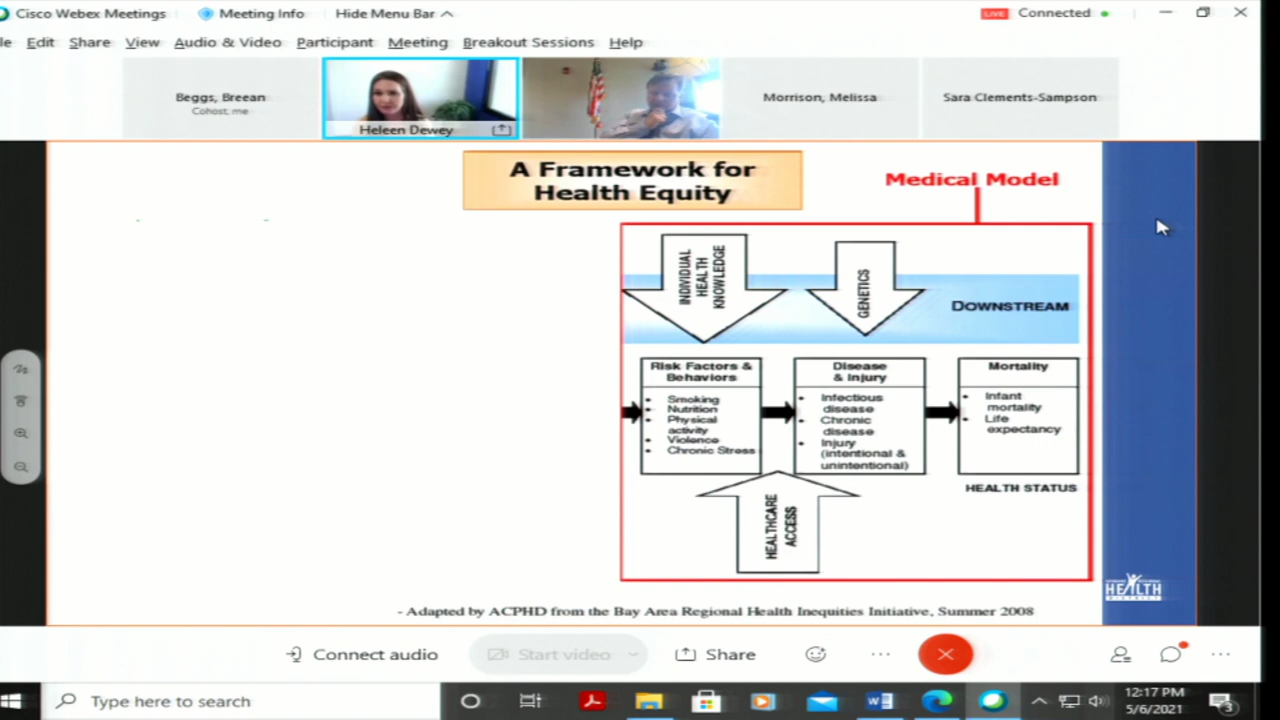 Cisco Webex Meetings
Meeting Info
Hide Menu Bar
LIVE
Connected
le Edit Share View Audio & Video Participant Meeting Breakout Sessions Help
Beggs, Breean
Cohost, me
Heleen Dewey
Morrison, Melissa
Sara Clements-Sampson
A Framework for
Health Equity
Medical Model
INDIVIDUAL
HEALTH
KNOWLEDGE
GENETICS
DOWNSTREAM
Risk Factors &
Behaviors
• Smoking
• Nutrition
• Physical
activity
• Violence
• Chronic Stress
Disease
& Injury
• Infectious
disease
• Chronic
disease
• Injury
(intentional &
unintentional)
Mortality
• Infant
mortality
• Life
expectancy
HEALTH STATUS
HEALTHCARE
ACCESS
HEALTH
- Adapted by ACPHD from the Bay Area Regional Health Inequities Initiative, Summer 2008
Connect audio
Start video
Share
Type here to search
12:17 PM
5/6/2021
3